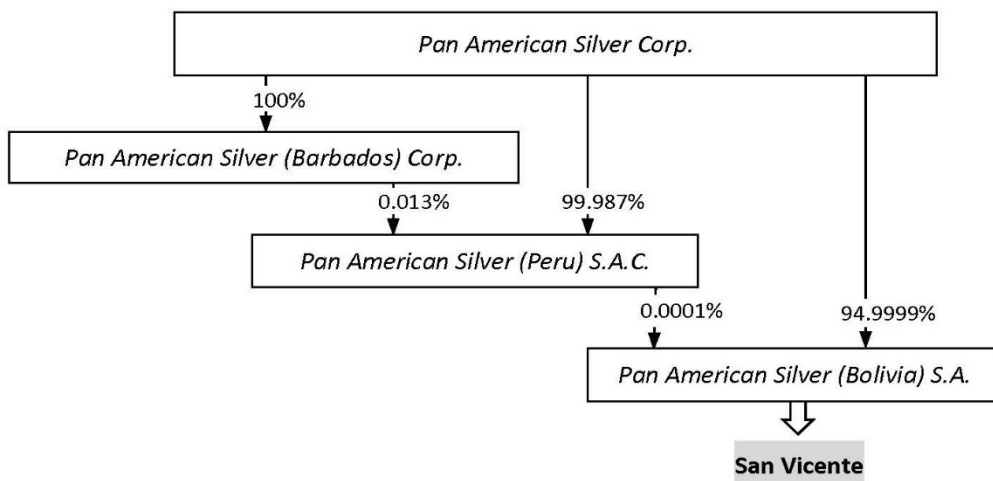 Pan American Silver Corp.
100%
Pan American Silver (Barbados) Corp.
0.013%
99.987%
Pan American Silver (Peru) S.A.C.
0.0001%
94.9999%
Pan American Silver (Bolivia) S.A.
San Vicente